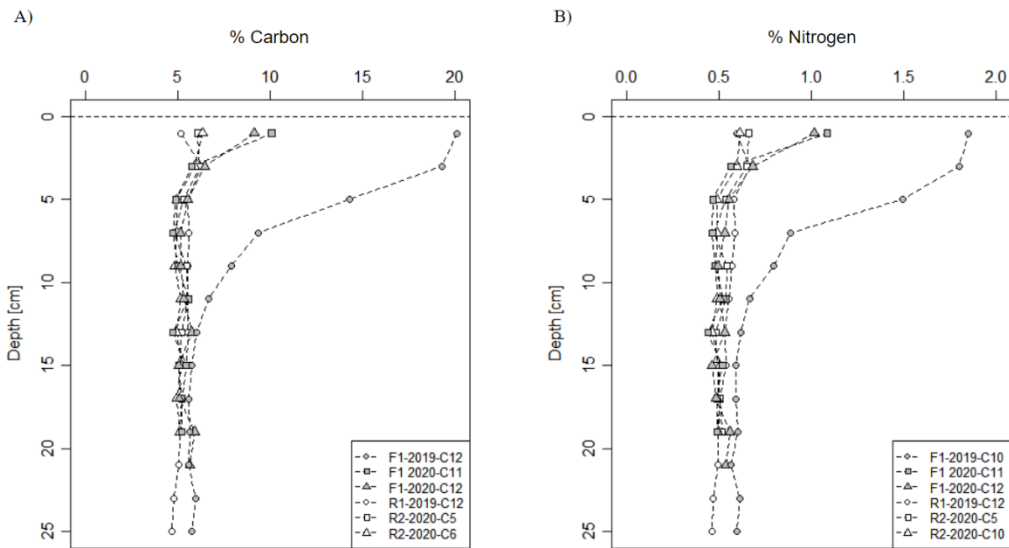 A)
% Carbon
0 5 10 15 20
0
5
10
15
20
25
Depth [cm]
F1-2019-C12
F1 2020-C11
F1-2020-C12
R1-2019-C12
R2-2020-C5
R2-2020-C6
B)
% Nitrogen
0.0 0.5 1.0 1.5 2.0
0
5
10
15
20
25
Depth [cm]
F1-2019-C10
F1 2020-C11
F1-2020-C12
R1-2019-C12
R2-2020-C5
R2-2020-C10